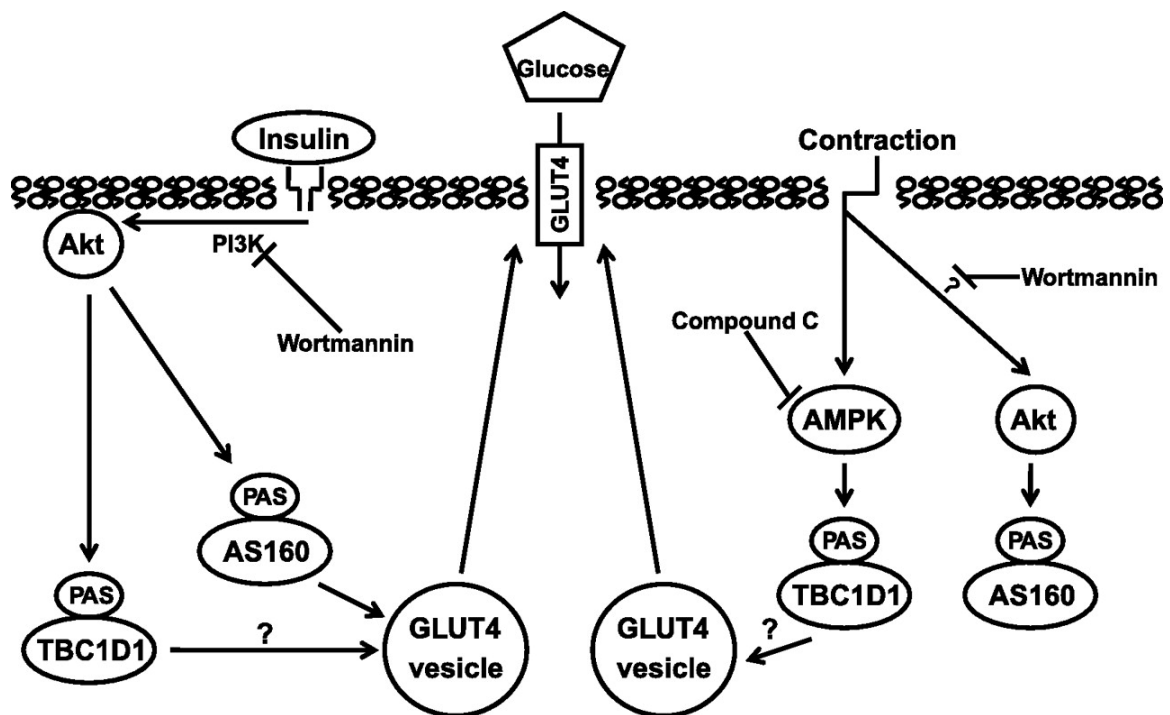 Glucose
Insulin
GLUT4
Contraction
Akt
PI3K
Wortmannin
?
Wortmannin
Compound C
AMPK
Akt
PAS
AS160
PAS
TBC1D1
?
GLUT4
vesicle
GLUT4
vesicle
?
PAS
TBC1D1
PAS
AS160